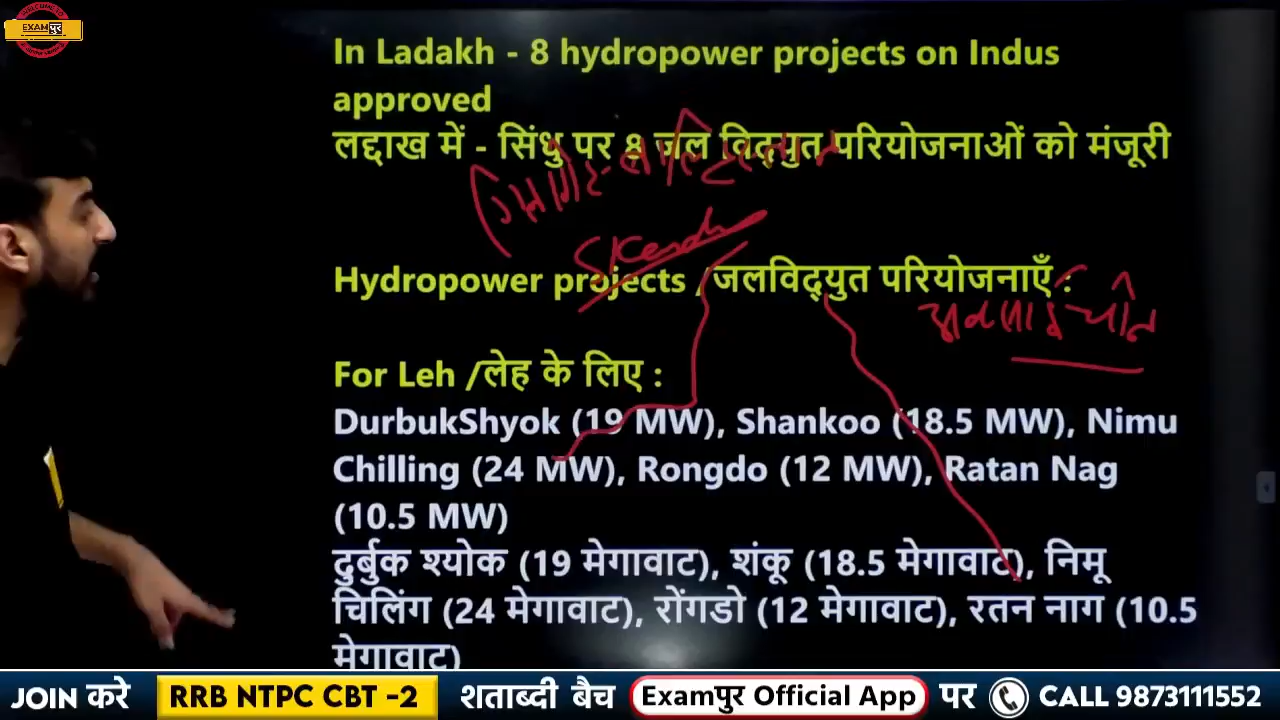 WELCOME TO
EXAMपुर
In Ladakh - 8 hydropower projects on Indus
approved
लद्दाख में - सिंधु पर 8 जल विद्युत परियोजनाओं को मंजूरी
Hydropower projects /जलविद्युत परियोजनाएँ :
For Leh /लेह के लिए :
DurbukShyok (19 MW), Shankoo (18.5 MW), Nimu
Chilling (24 MW), Rongdo (12 MW), Ratan Nag
(10.5 MW)
दुर्बुक श्योक (19 मेगावाट), शंकू (18.5 मेगावाट), निमू
चिलिंग (24 मेगावाट), रोंगडो (12 मेगावाट), रतन नाग (10.5
मेगावाट)
JOIN करे RRB NTPC CBT -2 शताब्दी बैच Examपुर Official App पर CALL 9873111552